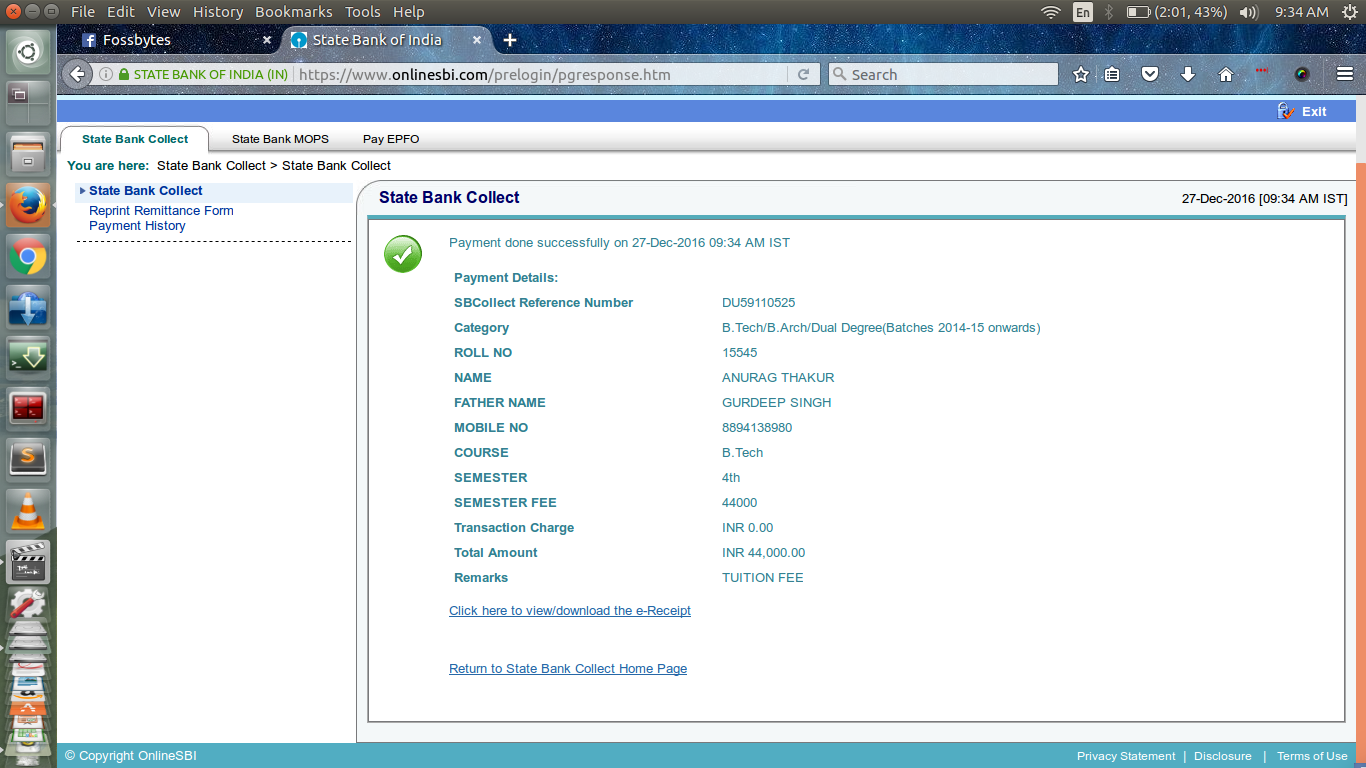 File Edit View History Bookmarks Tools Help
En (2:01, 43%) 9:34 AM
Fossbytes × State Bank of India × +
STATE BANK OF INDIA (IN) https://www.onlinesbi.com/prelogin/pgresponse.htm Search
Exit
State Bank Collect State Bank MOPS Pay EPFO
You are here: State Bank Collect > State Bank Collect
State Bank Collect
Reprint Remittance Form
Payment History
State Bank Collect 27-Dec-2016 [09:34 AM IST]
Payment done successfully on 27-Dec-2016 09:34 AM IST
Payment Details:
SBCollect Reference Number DU59110525
Category B.Tech/B.Arch/Dual Degree(Batches 2014-15 onwards)
ROLL NO 15545
NAME ANURAG THAKUR
FATHER NAME GURDEEP SINGH
MOBILE NO 8894138980
COURSE B.Tech
SEMESTER 4th
SEMESTER FEE 44000
Transaction Charge INR 0.00
Total Amount INR 44,000.00
Remarks TUITION FEE
Click here to view/download the e-Receipt
Return to State Bank Collect Home Page
© Copyright OnlineSBI Privacy Statement | Disclosure | Terms of Use